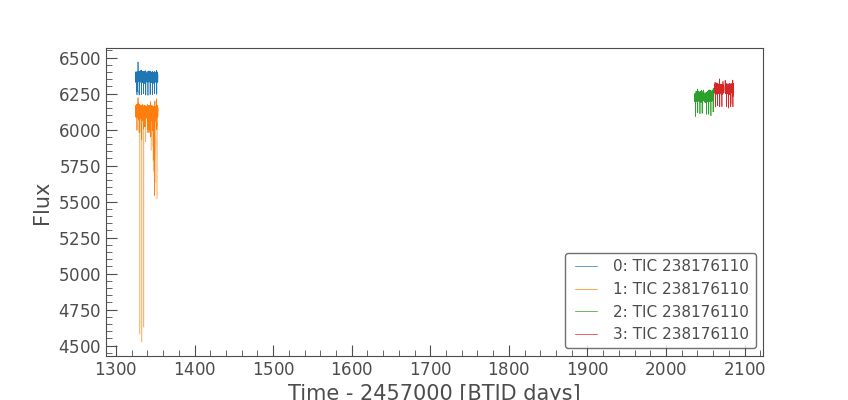 6500
6250
6000
5750
5500
5250
5000
4750
4500
Flux
0: TIC 238176110
1: TIC 238176110
2: TIC 238176110
3: TIC 238176110
1300 1400 1500 1600 1700 1800 1900 2000 2100
Time - 2457000 [BTJD days]